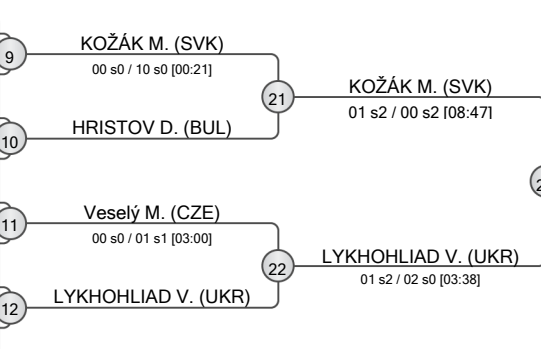 9
KOŽÁK M. (SVK)
00 s0 / 10 s0 [00:21]
21
KOŽÁK M. (SVK)
01 s2 / 00 s2 [08:47]
10
HRISTOV D. (BUL)
11
Veselý M. (CZE)
00 s0 / 01 s1 [03:00]
22
LYKHOHLIAD V. (UKR)
01 s2 / 02 s0 [03:38]
12
LYKHOHLIAD V. (UKR)